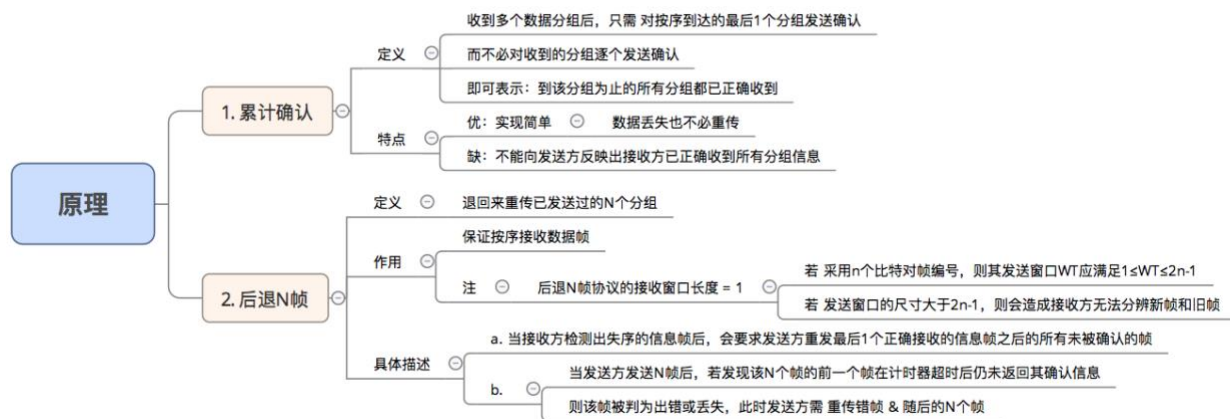 原理
1. 累计确认
定义
收到多个数据分组后，只需 对按序到达的最后1个分组发送确认
而不必对收到的分组逐个发送确认
即可表示：到该分组为止的所有分组都已正确收到
特点
优：实现简单
数据丢失也不必重传
缺：不能向发送方反映出接收方已正确收到所有分组信息
2. 后退N帧
定义
退回来重传已发送过的N个分组
作用
保证按序接收数据帧
注
后退N帧协议的接收窗口长度 = 1
若 采用n个比特对帧编号，则其发送窗口WT应满足1≤WT≤2n-1
若 发送窗口的尺寸大于2n-1，则会造成接收方无法分辨新帧和旧帧
具体描述
a. 当接收方检测出失序的信息帧后，会要求发送方重发最后1个正确接收的信息帧之后的所有未被确认的帧
b.
当发送方发送N帧后，若发现该N个帧的前一个帧在计时器超时后仍未返回其确认信息
则该帧被判为出错或丢失，此时发送方需 重传错帧 & 随后的N个帧